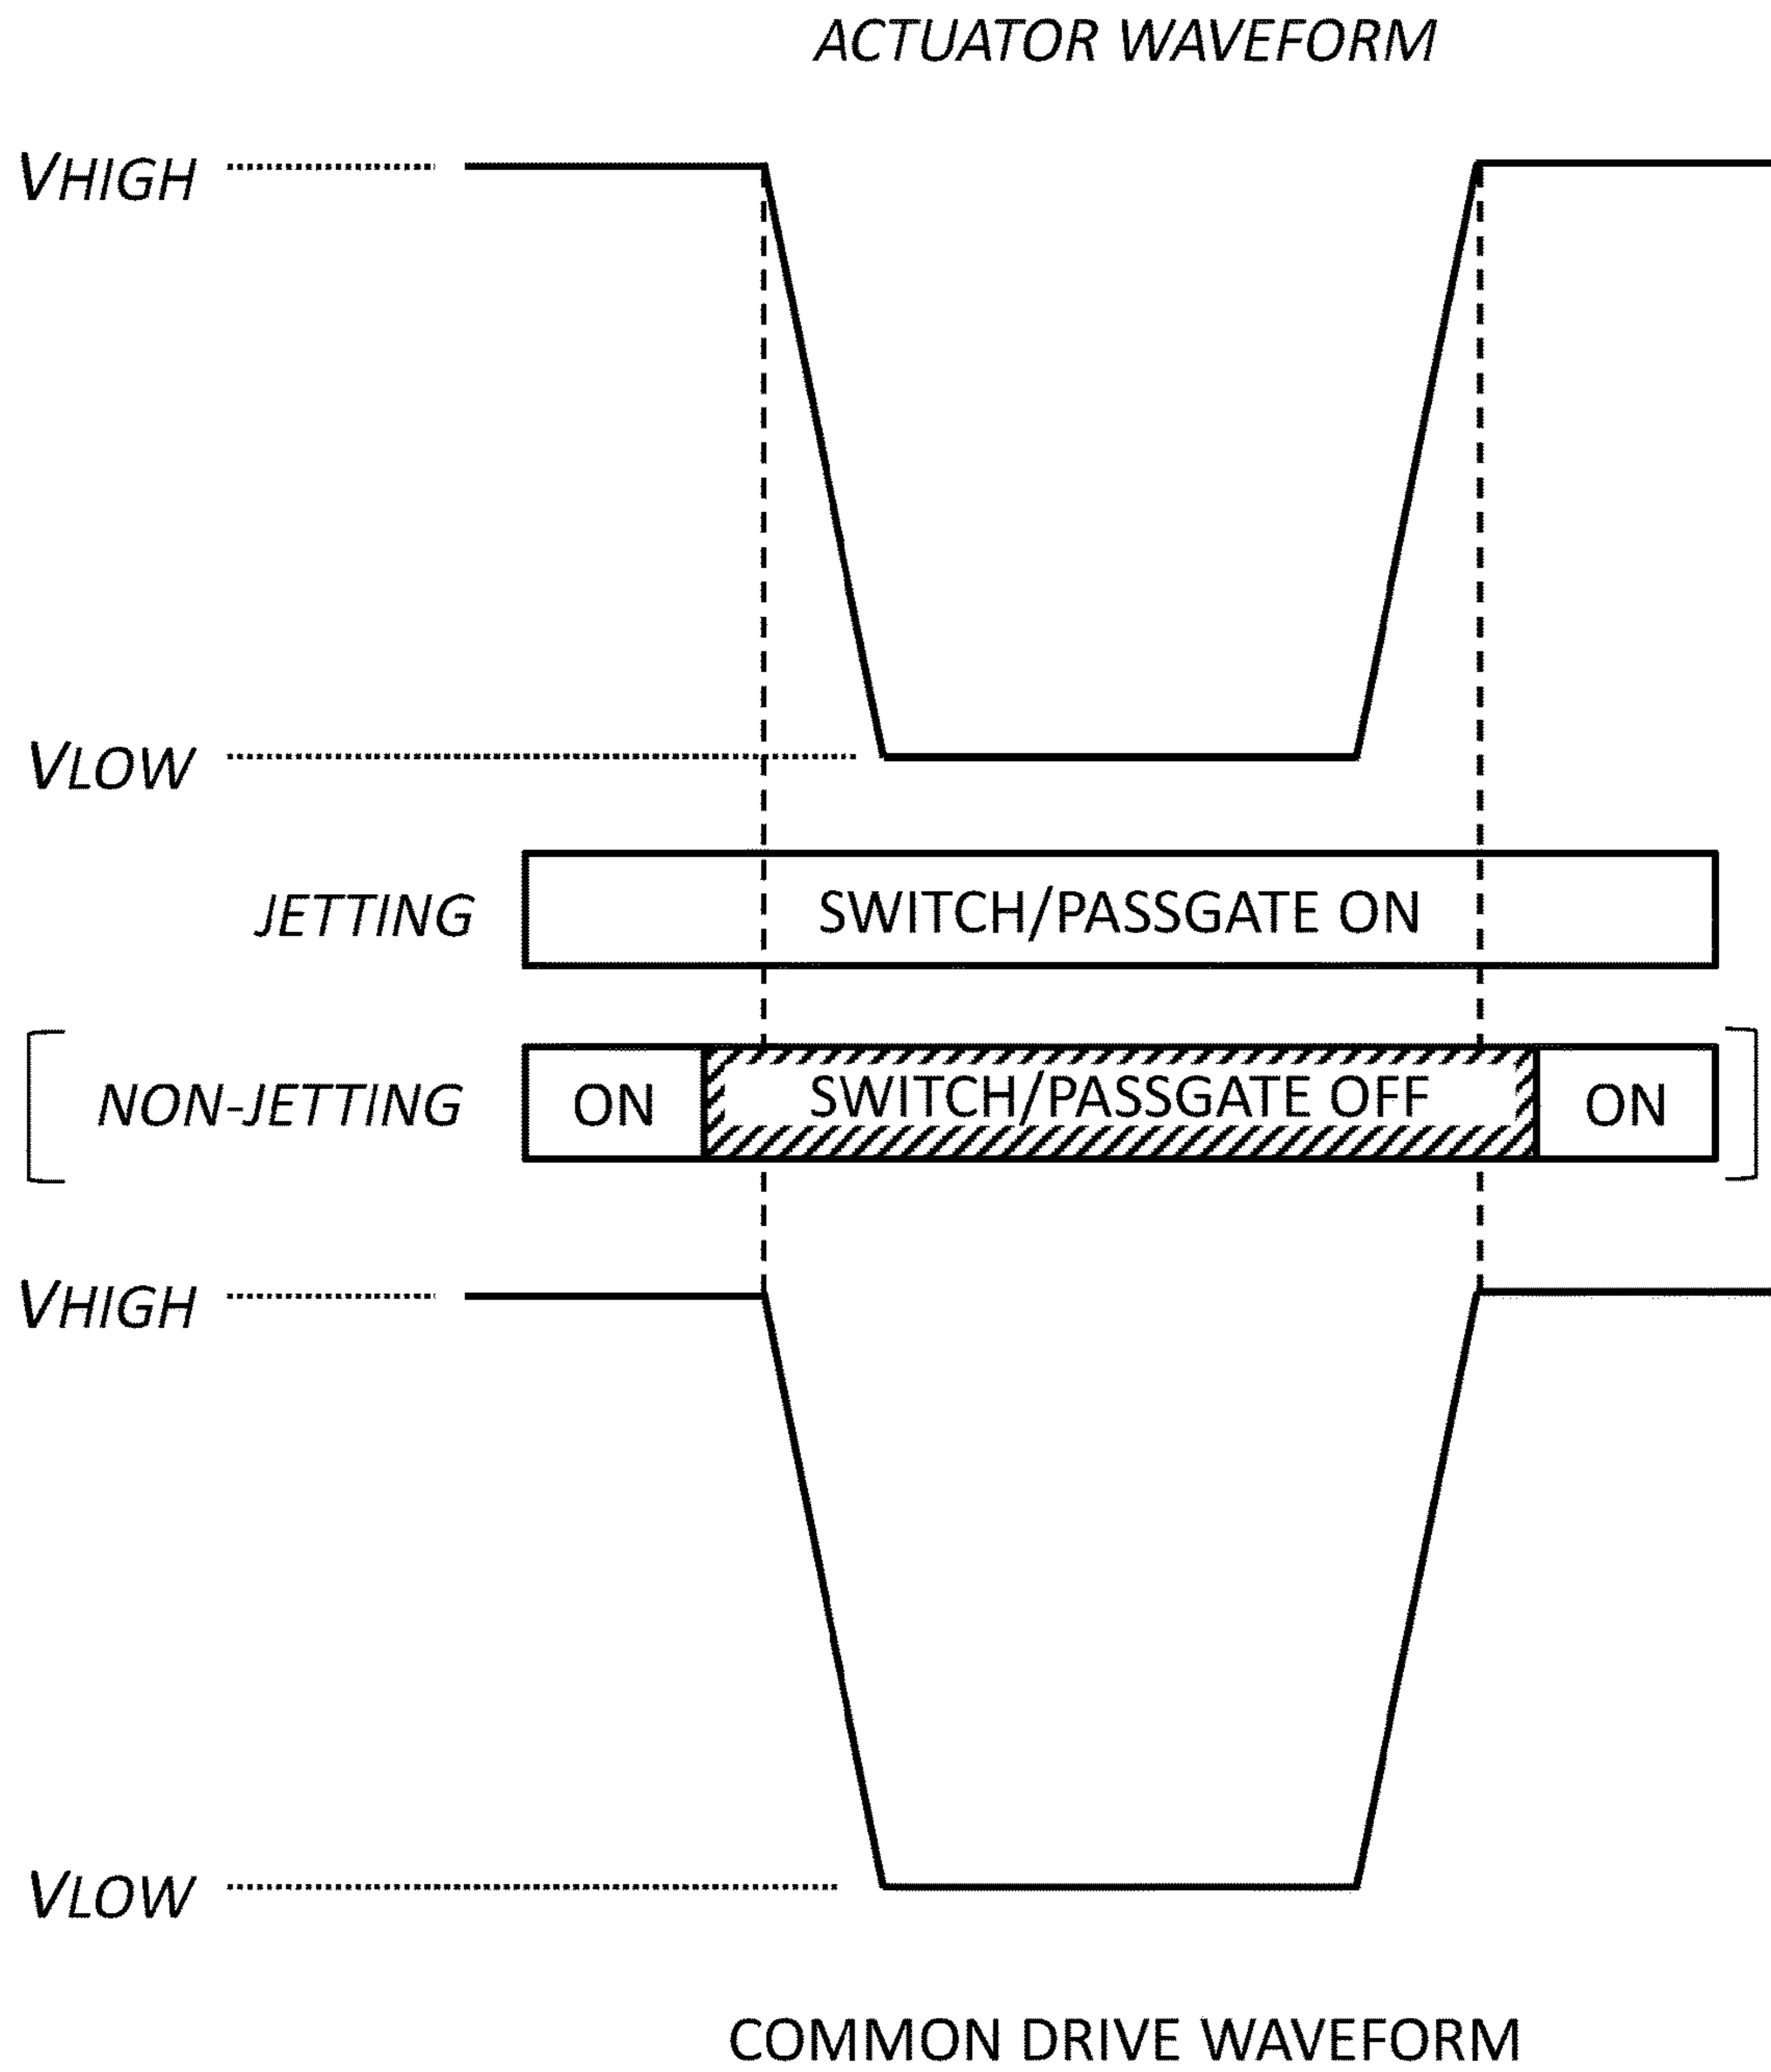 ACTUATOR WAVEFORM
VHIGH
VLOW
JETTING SWITCH/PASSGATE ON
NON-JETTING ON SWITCH/PASSGATE OFF ON
VHIGH
VLOW
COMMON DRIVE WAVEFORM